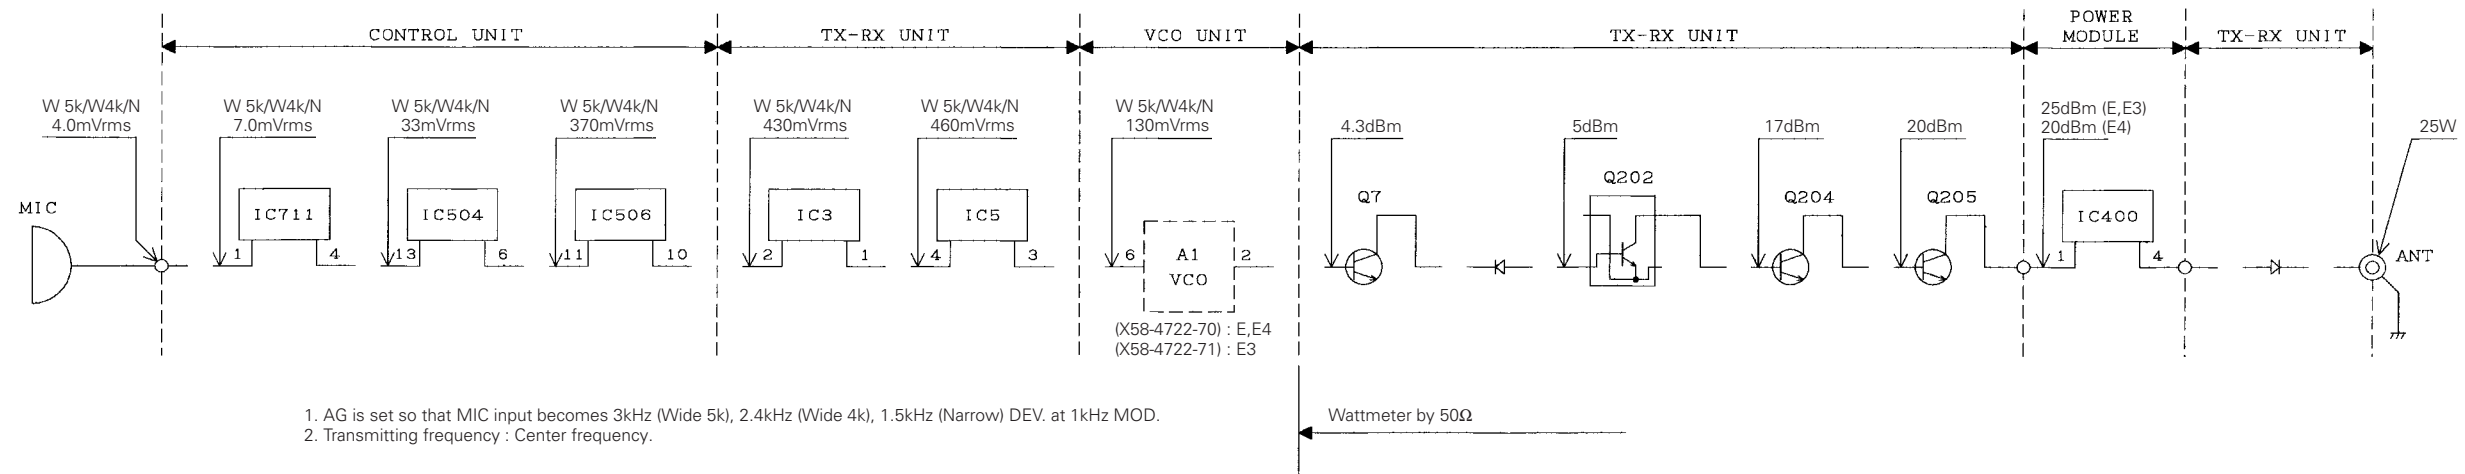 POWER
CONTROL UNIT
TX-RX UNIT
VCO UNIT
TX-RX UNIT
MODULE
TX-RX UNIT
W 5k/W4k/N
4.0mVrms
W 5k/W4k/N
7.0mVrms
W 5k/W4k/N
33mVrms
W 5k/W4k/N
370mVrms
W 5k/W4k/N
430mVrms
W 5k/W4k/N
460mVrms
W 5k/W4k/N
130mVrms
4.3dBm
5dBm
17dBm
20dBm
25dBm (E,E3)
20dBm (E4)
25W
MIC
IC711
1
4
IC504
13
6
IC506
11
10
IC3
2
1
IC5
4
3
6
A1
VCO
2
(X58-4722-70) : E,E4
(X58-4722-71) : E3
Q7
Q202
Q204
Q205
IC400
1
4
ANT
1. AG is set so that MIC input becomes 3kHz (Wide 5k), 2.4kHz (Wide 4k), 1.5kHz (Narrow) DEV. at 1kHz MOD.
2. Transmitting frequency : Center frequency.
Wattmeter by 50Ω